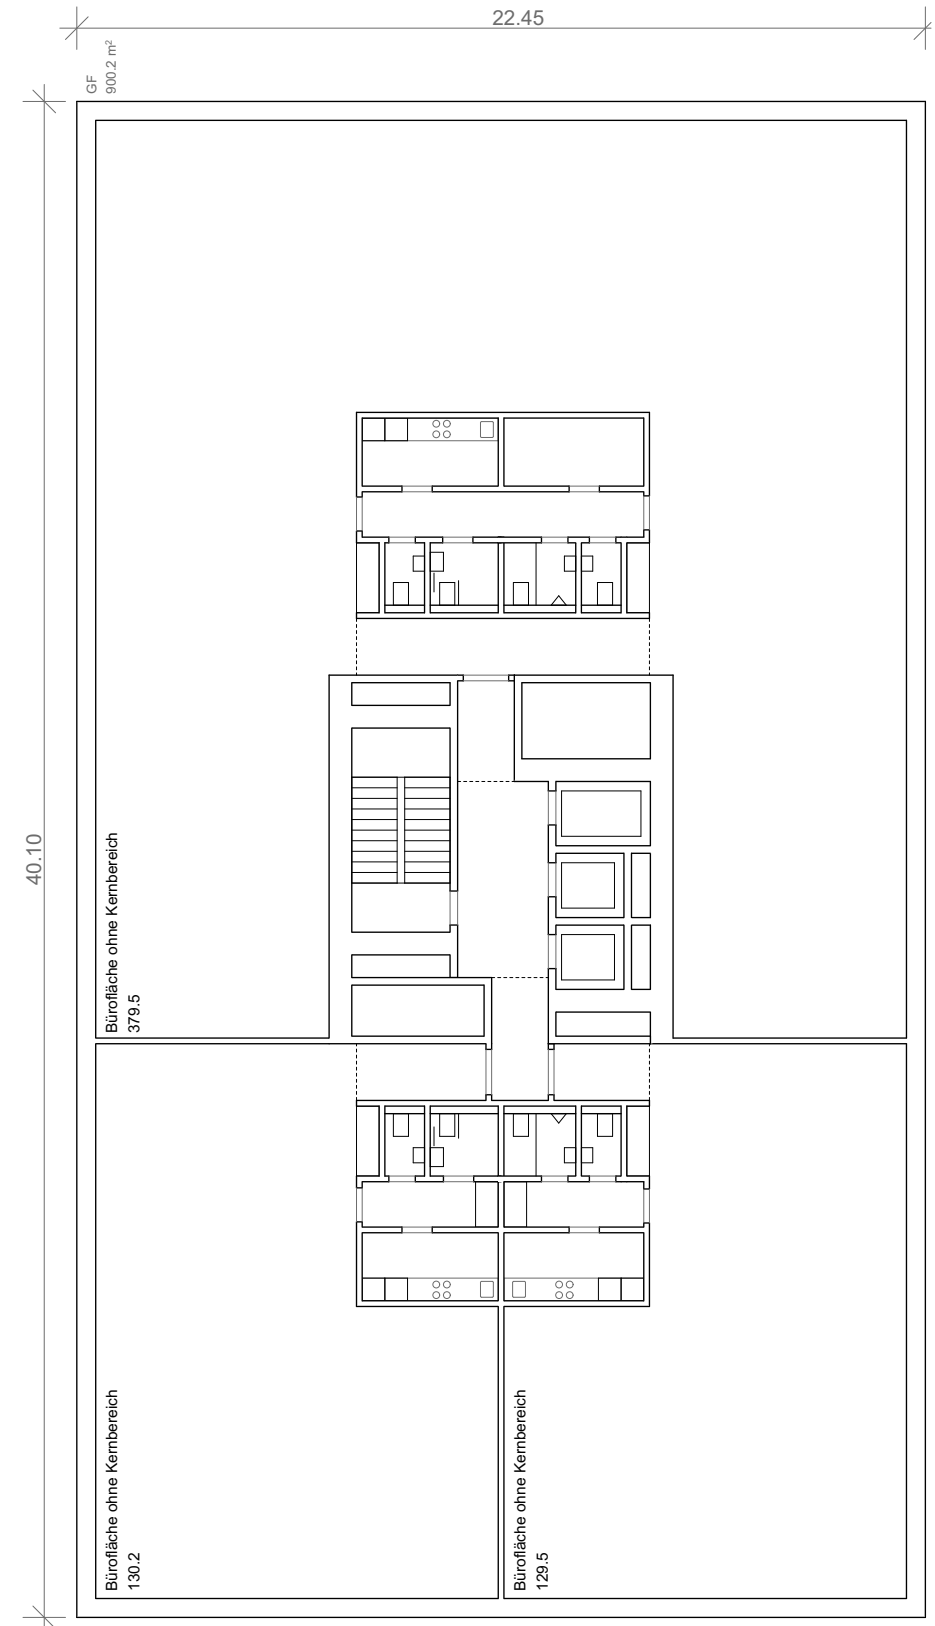 22.45
GF
900.2 m²
40.10
Bürofläche ohne Kernbereich
379.5
Bürofläche ohne Kernbereich
130.2
Bürofläche ohne Kernbereich
129.5